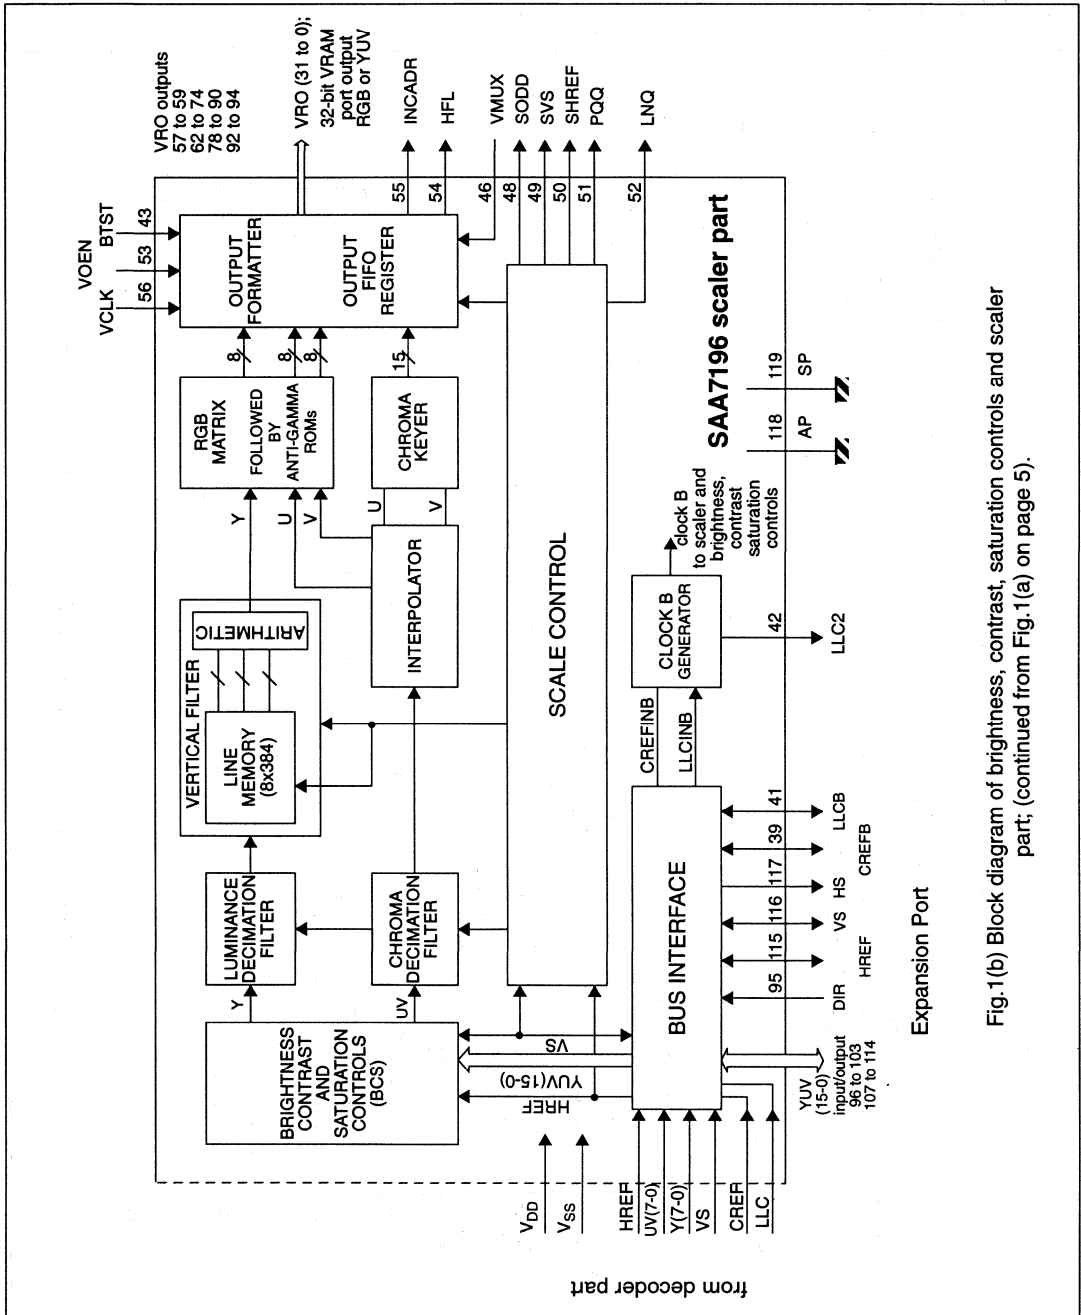 VRO outputs
57 to 59
62 to 74
78 to 90
92 to 94
VRO (31 to 0);
32-bit VRAM
port output
RGB or YUV
INCADR
HFL
VMUX
SODD
SVS
SHREF
PQQ
LNQ
55
54
46
48
49
50
51
52
VCLK
VOEN
BTST
56
53
43
OUTPUT
FORMATTER
OUTPUT
FIFO
REGISTER
8
8
8
15
RGB
MATRIX
FOLLOWED
BY
ANTI-GAMMA
ROMs
CHROMA
KEYER
Y
U
V
U
V
INTERPOLATOR
VERTICAL FILTER
LINE
MEMORY
(8x384)
ARITHMETIC
LUMINANCE
DECIMATION
FILTER
CHROMA
DECIMATION
FILTER
Y
UV
BRIGHTNESS
CONTRAST
AND
SATURATION
CONTROLS
(BCS)
SCALE CONTROL
SAA7196 scaler part
118
AP
119
SP
clock B
to scaler and
brightness,
contrast
saturation
controls
CLOCK B
GENERATOR
42
LLC2
CREFINB
LLCINB
BUS INTERFACE
VS
YUV(15-0)
HREF
VDD
VSS
HREF
UV(7-0)
Y(7-0)
VS
CREF
LLC
from decoder part
YUV
(15-0)
input/output
96 to 103
107 to 114
95
115
116
117
39
41
DIR
HREF
VS
HS
CREFB
LLCB
Expansion Port
Fig.1(b) Block diagram of brightness, contrast, saturation controls and scaler
part; (continued from Fig.1(a) on page 5).